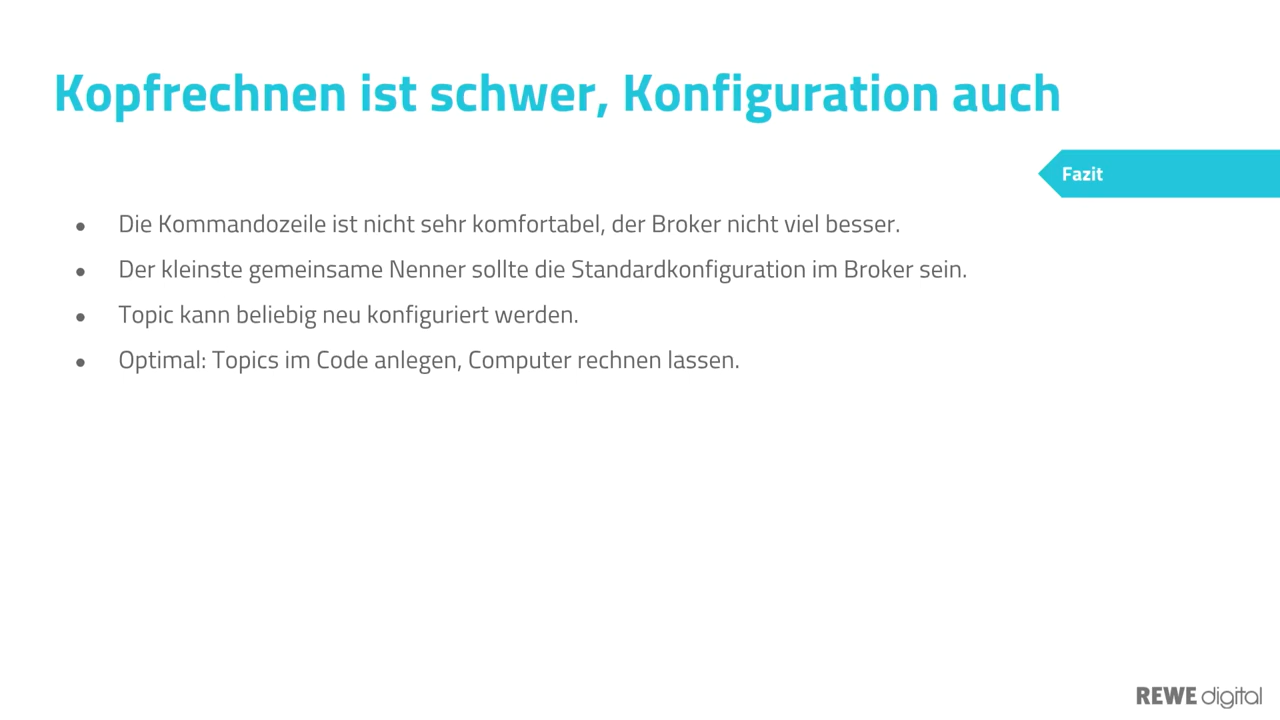 Kopfrechnen ist schwer, Konfiguration auch
Fazit
● Die Kommandozeile ist nicht sehr komfortabel, der Broker nicht viel besser.
● Der kleinste gemeinsame Nenner sollte die Standardkonfiguration im Broker sein.
● Topic kann beliebig neu konfiguriert werden.
● Optimal: Topics im Code anlegen, Computer rechnen lassen.
REWE digital